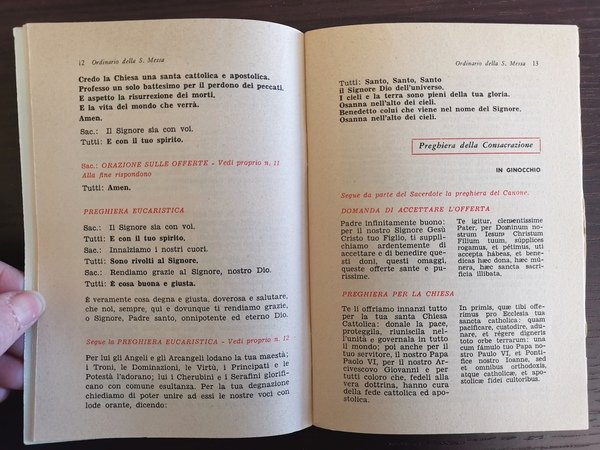 12 Ordinario della S. Messa
Credo la Chiesa una santa cattolica e apostolica.
Professo un solo battesimo per il perdono dei peccati.
E aspetto la risurrezione dei morti.
E la vita del mondo che verrà.
Amen.
Sac.: Il Signore sia con voi.
Tutti: E con il tuo spirito.
Sac.: ORAZIONE SULLE OFFERTE - Vedi proprio n. 11
Alla fine rispondono
Tutti: Amen.
PREGHIERA EUCARISTICA
Sac.: Il Signore sia con voi.
Tutti: E con il tuo spirito.
Sac.: Innalziamo i nostri cuori.
Tutti: Sono rivolti al Signore.
Sac.: Rendiamo grazie al Signore, nostro Dio.
Tutti: E cosa buona e giusta.
È veramente cosa degna e giusta, doverosa e salutare,
che noi, sempre, qui e dovunque ti rendiamo grazie,
o Signore, Padre santo, onnipotente ed eterno Dio.
Segue la PREGHIERA EUCARISTICA - Vedi proprio n. 12
Per lui gli Angeli e gli Arcangeli lodano la tua maestà;
i Troni, le Dominazioni, le Virtù, i Principati e le
Potestà l'adorano; lui i Cherubini e i Serafini glorifi-
cano con comune esultanza. Per la tua degnazione
chiediamo di poter unire ad essi le nostre voci con
lode orante, dicendo:
Ordinario della S. Messa 13
Tutti: Santo, Santo, Santo
il Signore Dio dell'universo.
I cieli e la terra sono pieni della tua gloria.
Osanna nell'alto dei cieli.
Benedetto colui che viene nel nome del Signore.
Osanna nell'alto dei cieli.
Preghiera della Consacrazione
IN GINOCCHIO
Segue da parte del Sacerdote la preghiera del Canone.
DOMANDA DI ACCETTARE L'OFFERTA
Padre infinitamente buono:
per il nostro Signore Gesù
Cristo tuo Figlio, ti suppli-
chiamo ardentemente di
accettare e di benedire que-
sti doni, questi omaggi,
queste offerte sante e pu-
rissime.
Te igitur, clementissime
Pater, per Dominum no-
strum Iesum Christum
Filium tuum, súpplices
rogamus, et pétimus, uti
accepta hábeas, et bene-
dicas hæc dona, hæc mú-
nera, hæc sancta sacri-
ficia illibata,
PREGHIERA PER LA CHIESA
Te li offriamo innanzi tutto
per la tua santa Chiesa
Cattolica: donale la pace,
proteggila, riuniscila nel-
l'unità e governala in tutto
il mondo; poi anche per il
tuo servitore, il nostro Papa
Paolo VI, per il nostro Ar-
civescovo Giovanni e per
tutti coloro che, fedeli alla
vera dottrina, hanno cura
della fede cattolica ed apo-
stolica.
In primis, quæ tibi offe-
rimus pro Ecclesia tua
sancta catholica: quam
pacificare, custodire, adu-
nare, et régere dignéris
toto orbe terrarum: una
cum fámulo tuo Papa no-
stro Paulo VI, et Pontífi-
ce nostro Ioanne, sed
et omnibus orthodoxis,
atque catholicæ, et apo-
stolicæ fidei cultoribus.